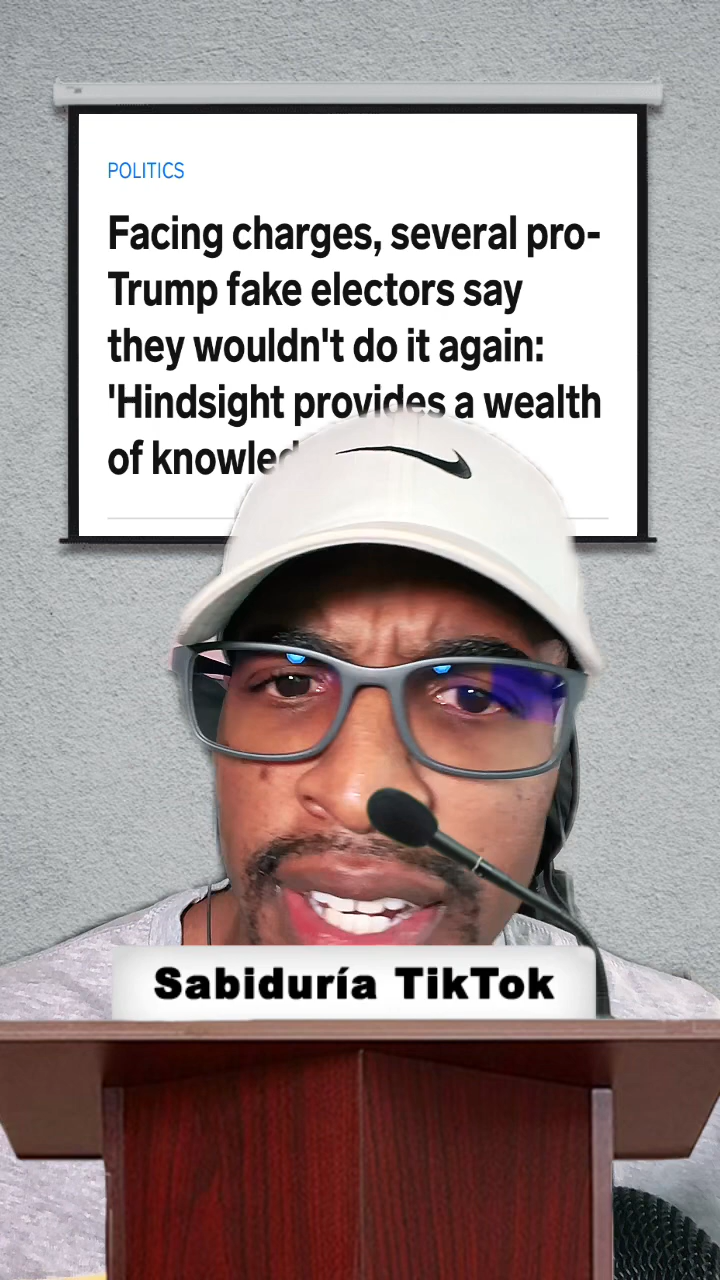 POLITICS
Facing charges, several pro-
Trump fake electors say
they wouldn't do it again:
'Hindsight provides a wealth
of
Sabiduría TikTok